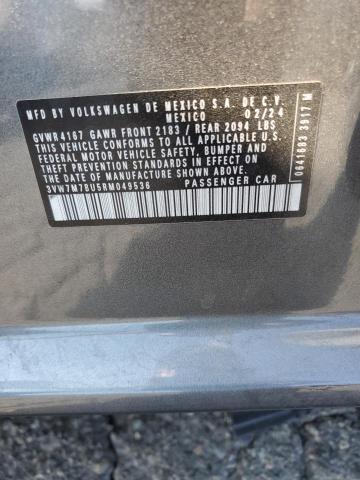 MFD BY VOLKSWAGEN DE MEXICO S.A. DE C.V.
MEXICO 02/24
GVWR 4167 GAWR FRONT 2183 / REAR 2094 LBS
THIS VEHICLE CONFORMS TO ALL APPLICABLE U.S.
FEDERAL MOTOR VEHICLE SAFETY, BUMPER, AND
THEFT PREVENTION STANDARDS IN EFFECT ON
THE DATE OF MANUFACTURE SHOWN ABOVE.
3VW7M7BU5RM049536 PASSENGER CAR
0641683 3917 M